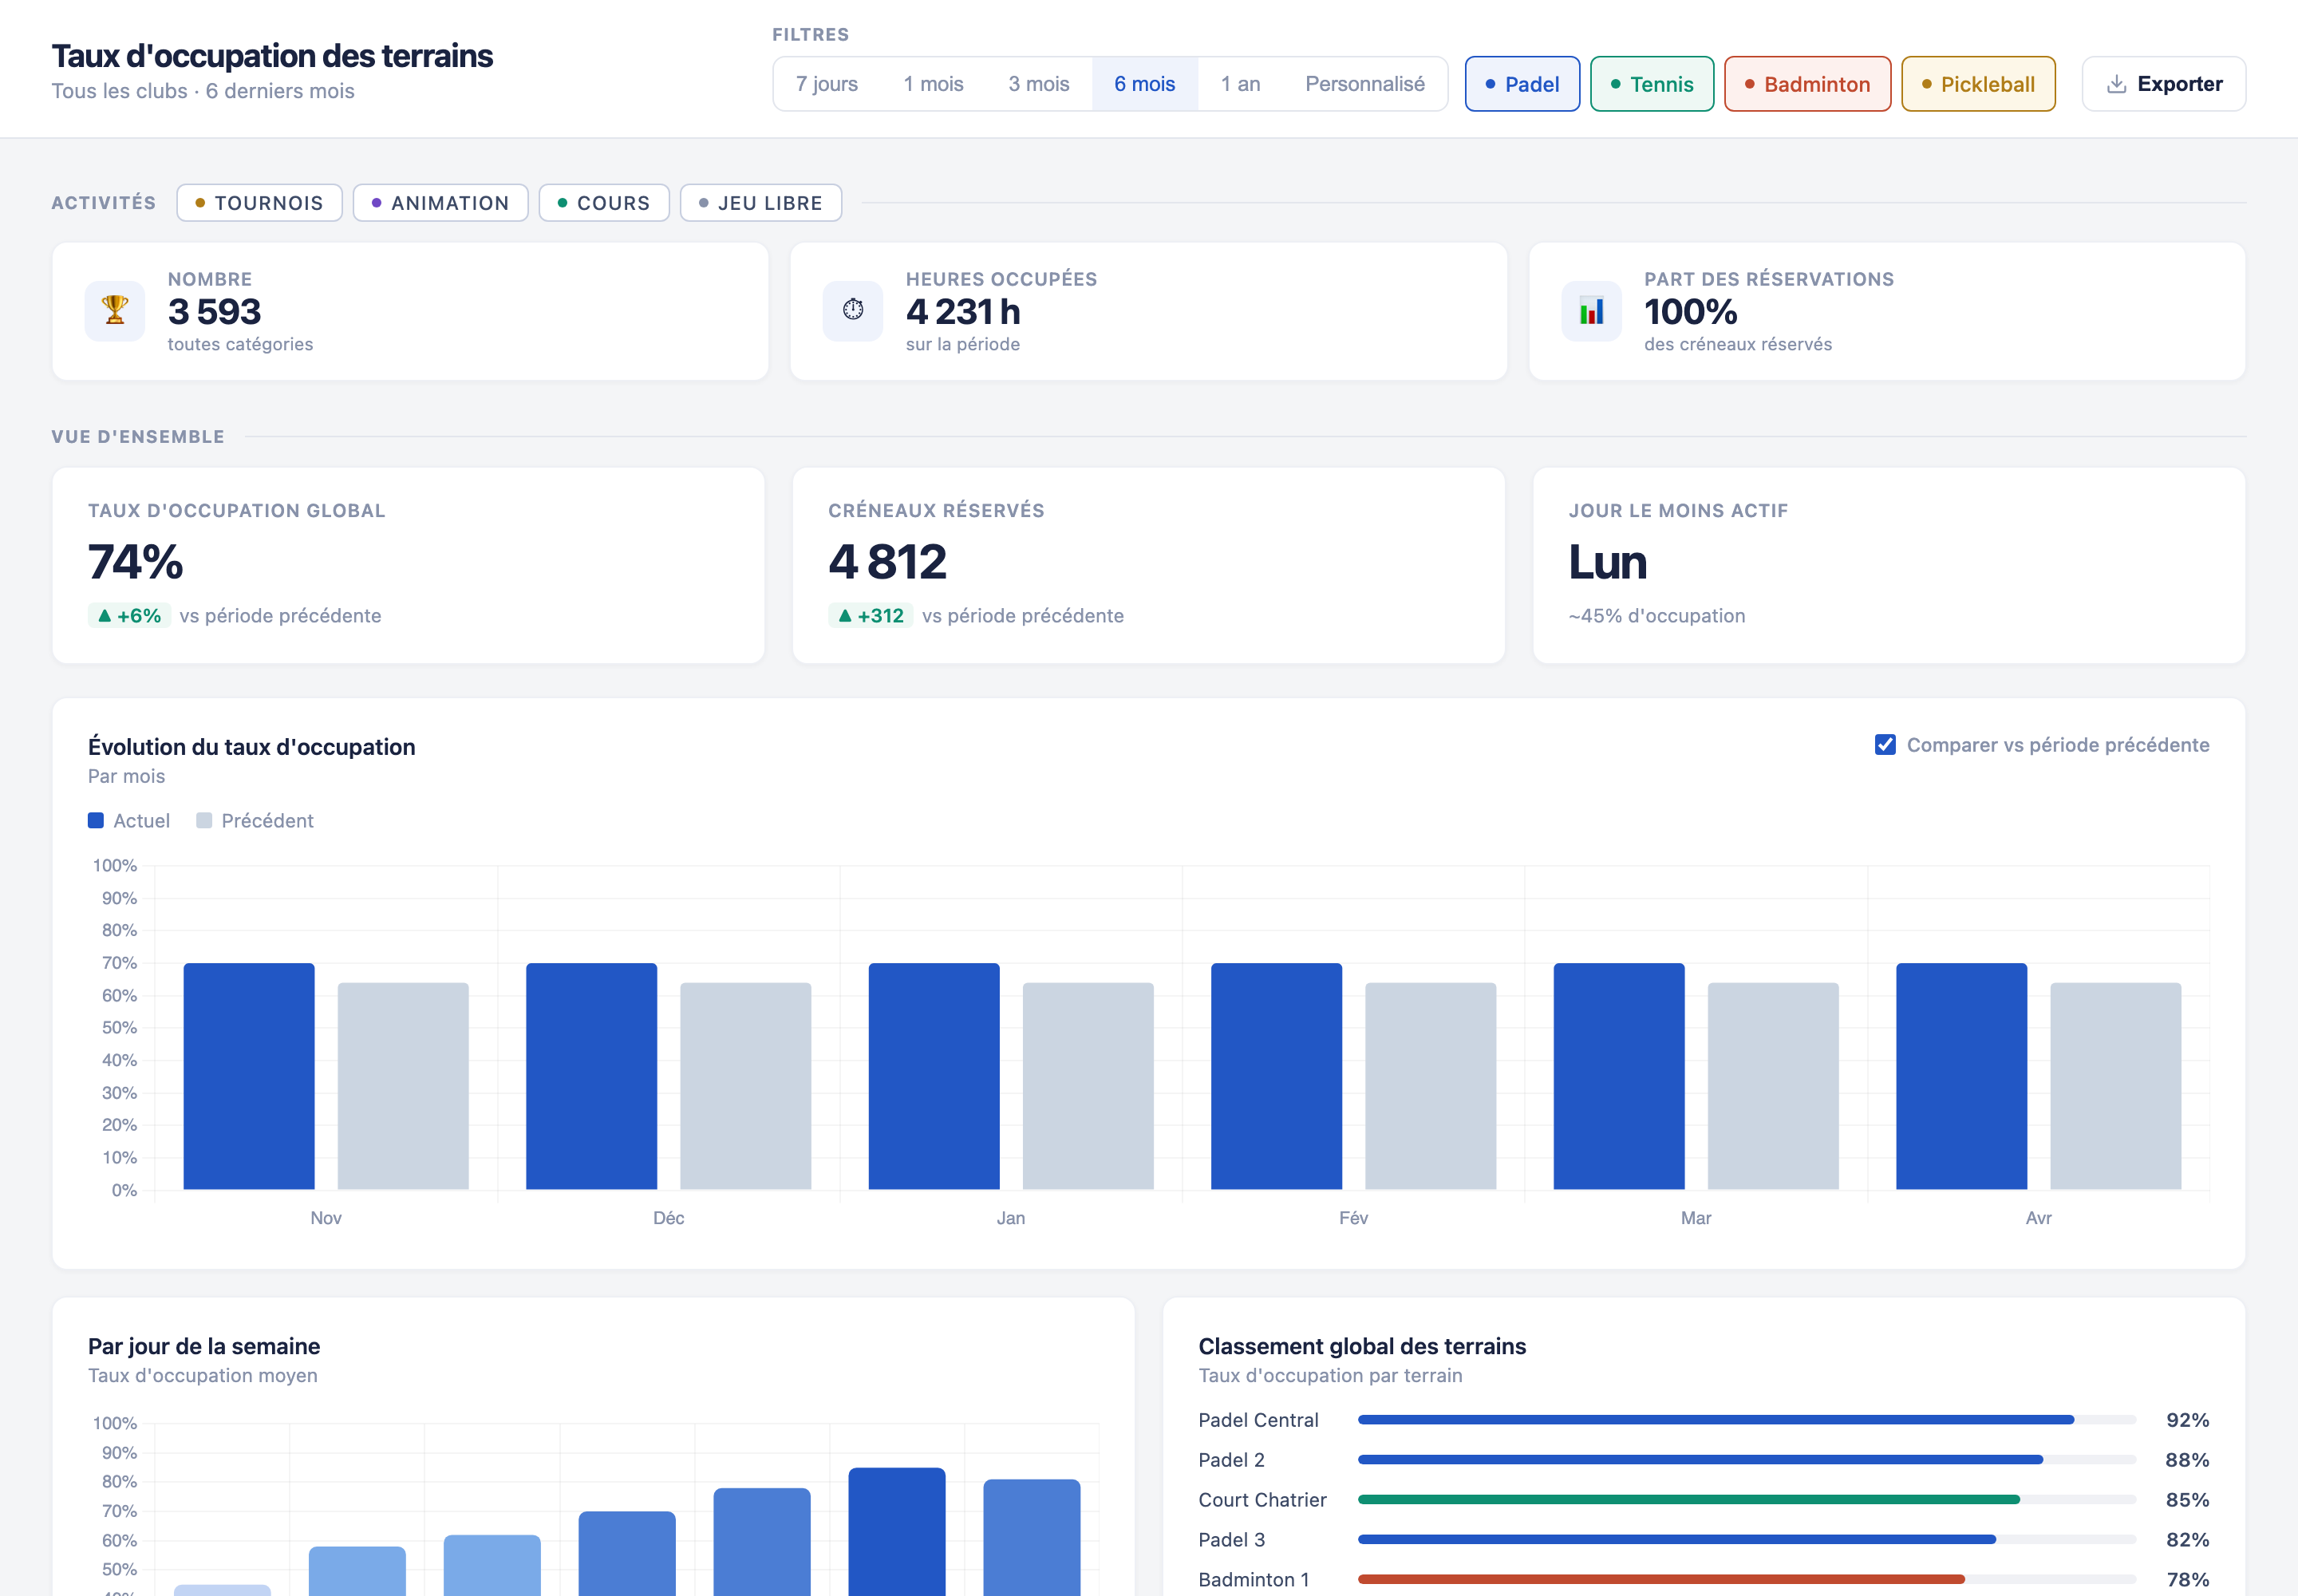 Taux d'occupation des terrains
Tous les clubs · 6 derniers mois
FILTRES
7 jours 1 mois 3 mois 6 mois 1 an Personnalisé
Padel Tennis Badminton Pickleball
Exporter
ACTIVITÉS TOURNOIS ANIMATION COURS JEU LIBRE
NOMBRE
3 593
toutes catégories
HEURES OCCUPÉES
4 231 h
sur la période
PART DES RÉSERVATIONS
100%
des créneaux réservés
VUE D'ENSEMBLE
TAUX D'OCCUPATION GLOBAL
74%
▲ +6% vs période précédente
CRÉNEAUX RÉSERVÉS
4 812
▲ +312 vs période précédente
JOUR LE MOINS ACTIF
Lun
~45% d'occupation
Évolution du taux d'occupation
Par mois
Comparer vs période précédente
Actuel Précédent
100%
90%
80%
70%
60%
50%
40%
30%
20%
10%
0%
Nov Déc Jan Fév Mar Avr
Par jour de la semaine
Taux d'occupation moyen
100%
90%
80%
70%
60%
50%
Classement global des terrains
Taux d'occupation par terrain
Padel Central 92%
Padel 2 88%
Court Chatrier 85%
Padel 3 82%
Badminton 1 78%